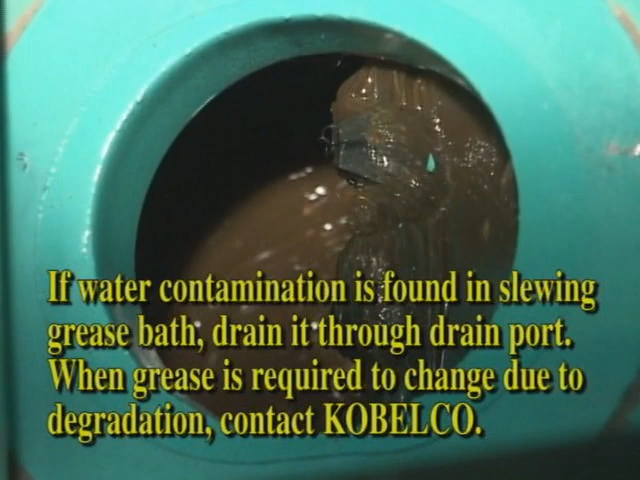 If water contamination is found in slewing
grease bath, drain it through drain port.
When grease is required to change due to
degradation, contact KOBELCO.